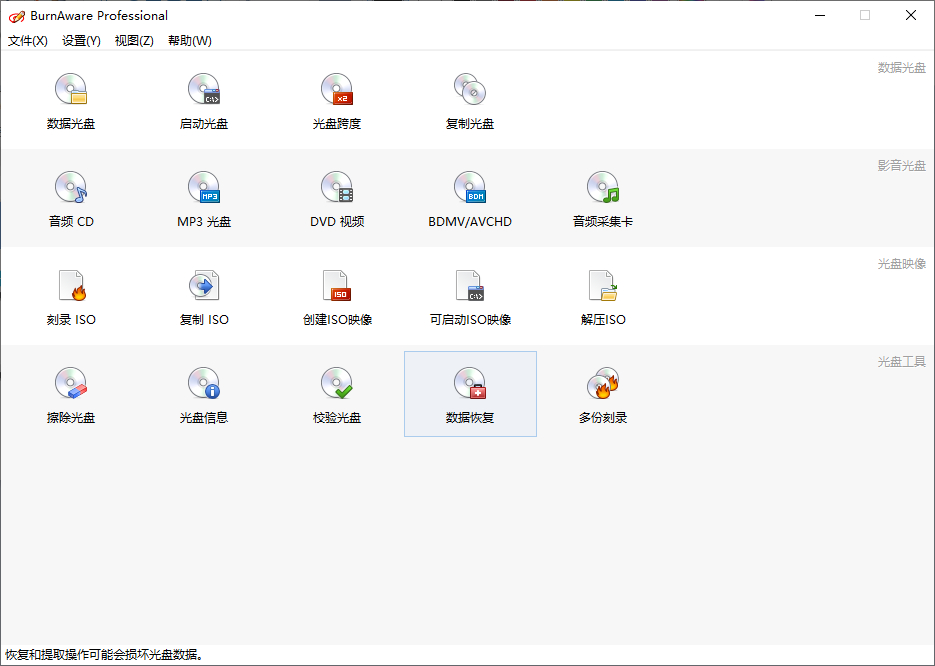 BurnAware Professional
文件(X) 设置(Y) 视图(Z) 帮助(W)
数据光盘
C:\>
x2
数据光盘 启动光盘 光盘跨度 复制光盘
影音光盘
MP3 BDM
音频 CD MP3 光盘 DVD 视频 BDMV/AVCHD 音频采集卡
光盘映像
ISO C:\>
刻录 ISO 复制 ISO 创建ISO映像 可启动ISO映像 解压ISO
光盘工具
擦除光盘 光盘信息 校验光盘 数据恢复 多份刻录
恢复和提取操作可能会损坏光盘数据。